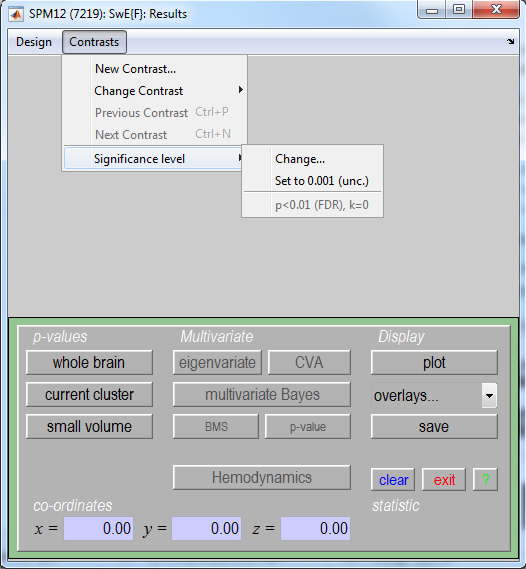 SPM12 (7219): SwE{F}: Results
Design Contrasts
New Contrast...
Change Contrast
Previous Contrast Ctrl+P
Next Contrast Ctrl+N
Significance level
Change...
Set to 0.001 (unc.)
p<0.01 (FDR), k=0
p-values Multivariate Display
whole brain eigenvariate CVA plot
current cluster multivariate Bayes overlays...
small volume BMS p-value save
Hemodynamics clear exit ?
co-ordinates statistic
x = 0.00 y = 0.00 z = 0.00